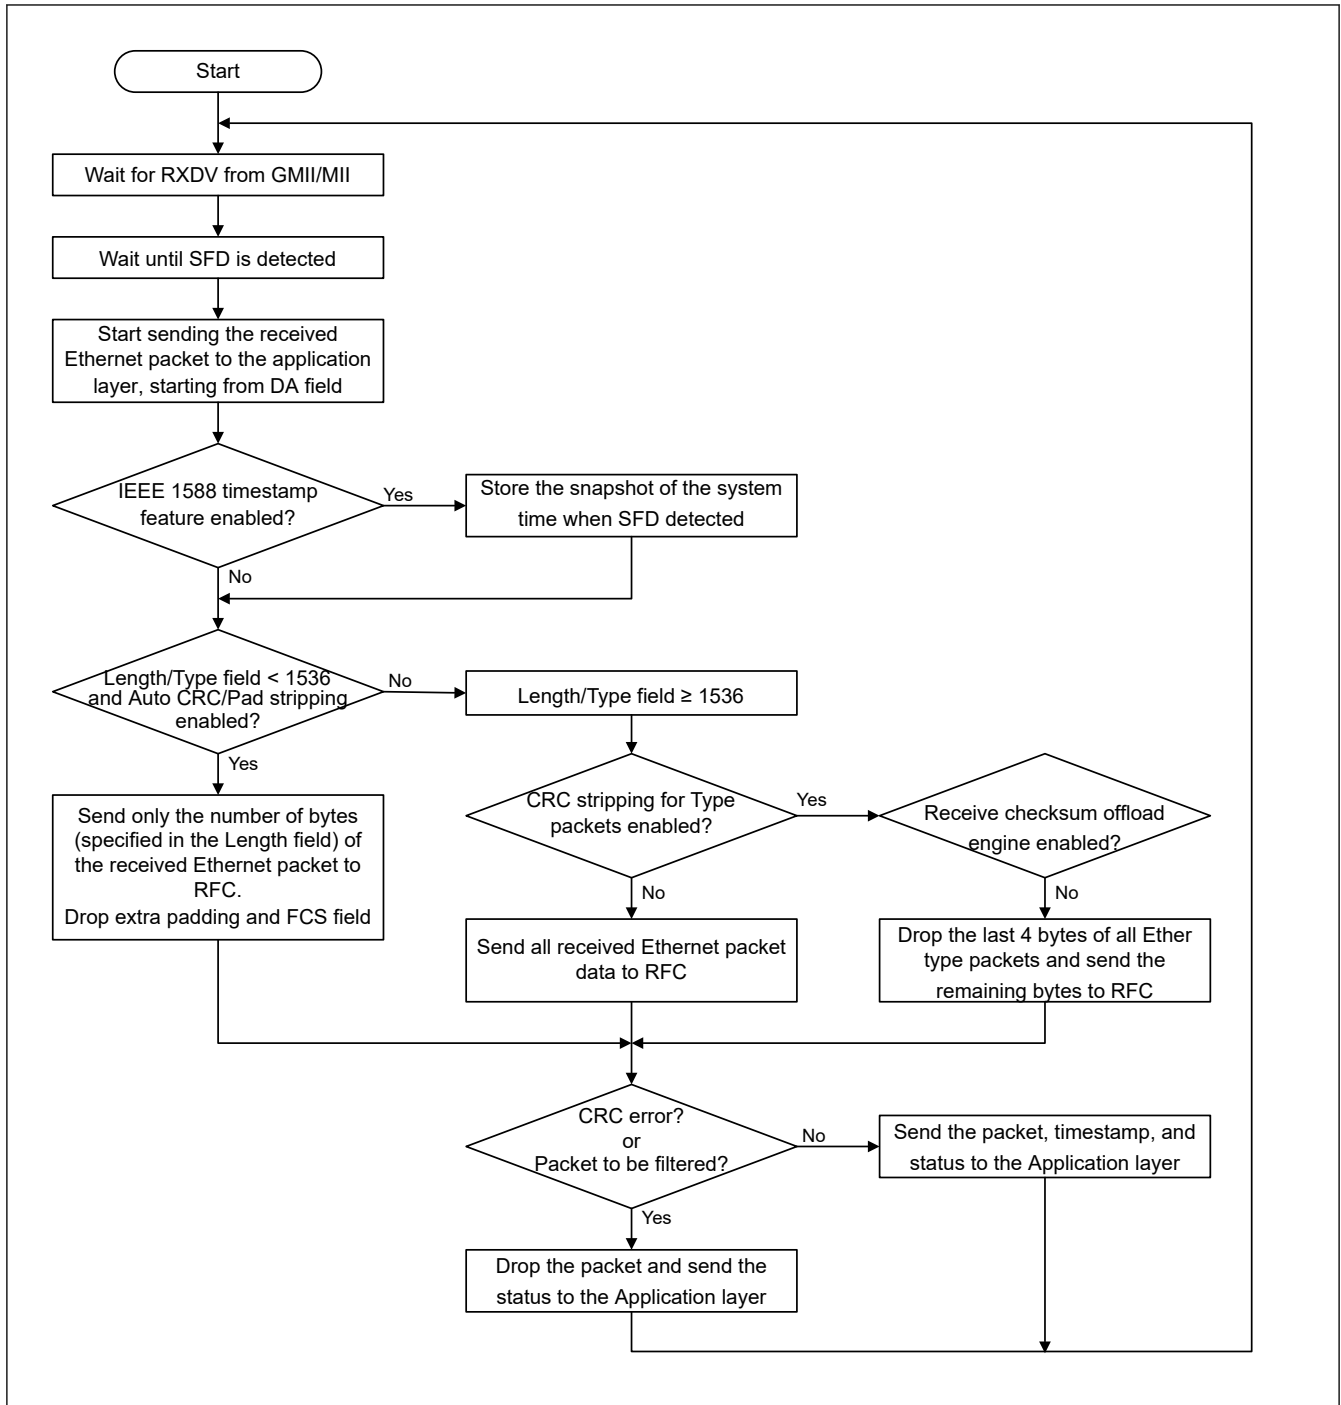 Start
Wait for RXDV from GMII/MII
Wait until SFD is detected
Start sending the received
Ethernet packet to the application
layer, starting from DA field
IEEE 1588 timestamp
feature enabled?
Yes
Store the snapshot of the system
time when SFD detected
No
Length/Type field < 1536
and Auto CRC/Pad stripping
enabled?
No
Length/Type field ≥ 1536
Yes
Send only the number of bytes
(specified in the Length field) of
the received Ethernet packet to
RFC.
Drop extra padding and FCS field
CRC stripping for Type
packets enabled?
Yes
Receive checksum offload
engine enabled?
No
Send all received Ethernet packet
data to RFC
No
Drop the last 4 bytes of all Ether
type packets and send the
remaining bytes to RFC
CRC error?
or
Packet to be filtered?
No
Send the packet, timestamp, and
status to the Application layer
Yes
Drop the packet and send the
status to the Application layer